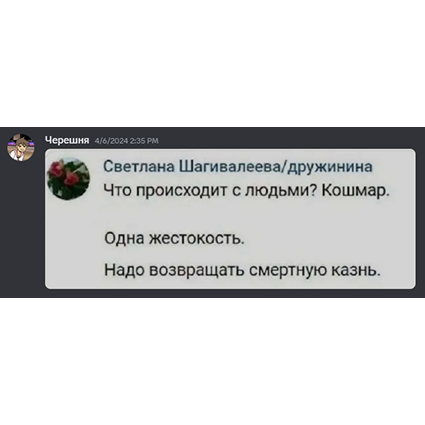 Черешня 4/6/2024 2:35 PM
Светлана Шагивалеева/дружинина
Что происходит с людьми? Кошмар.
Одна жестокость.
Надо возвращать смертную казнь.